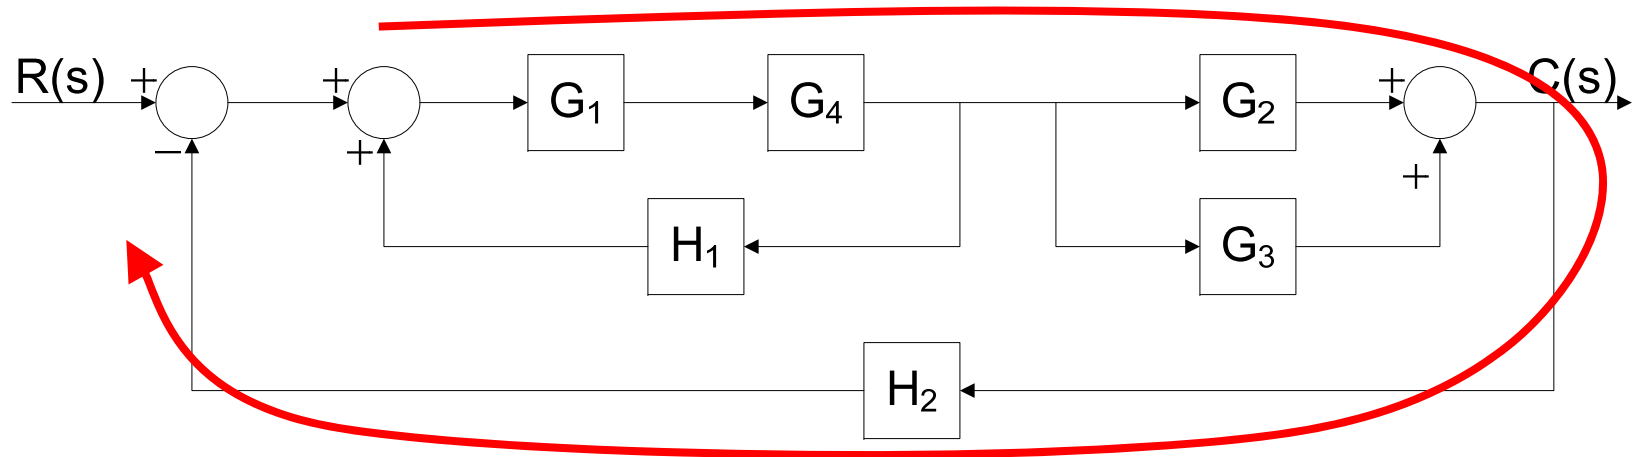 R(s) + + G₁ G₄ G₂ + C(s)
− + +
H₁ G₃
H₂